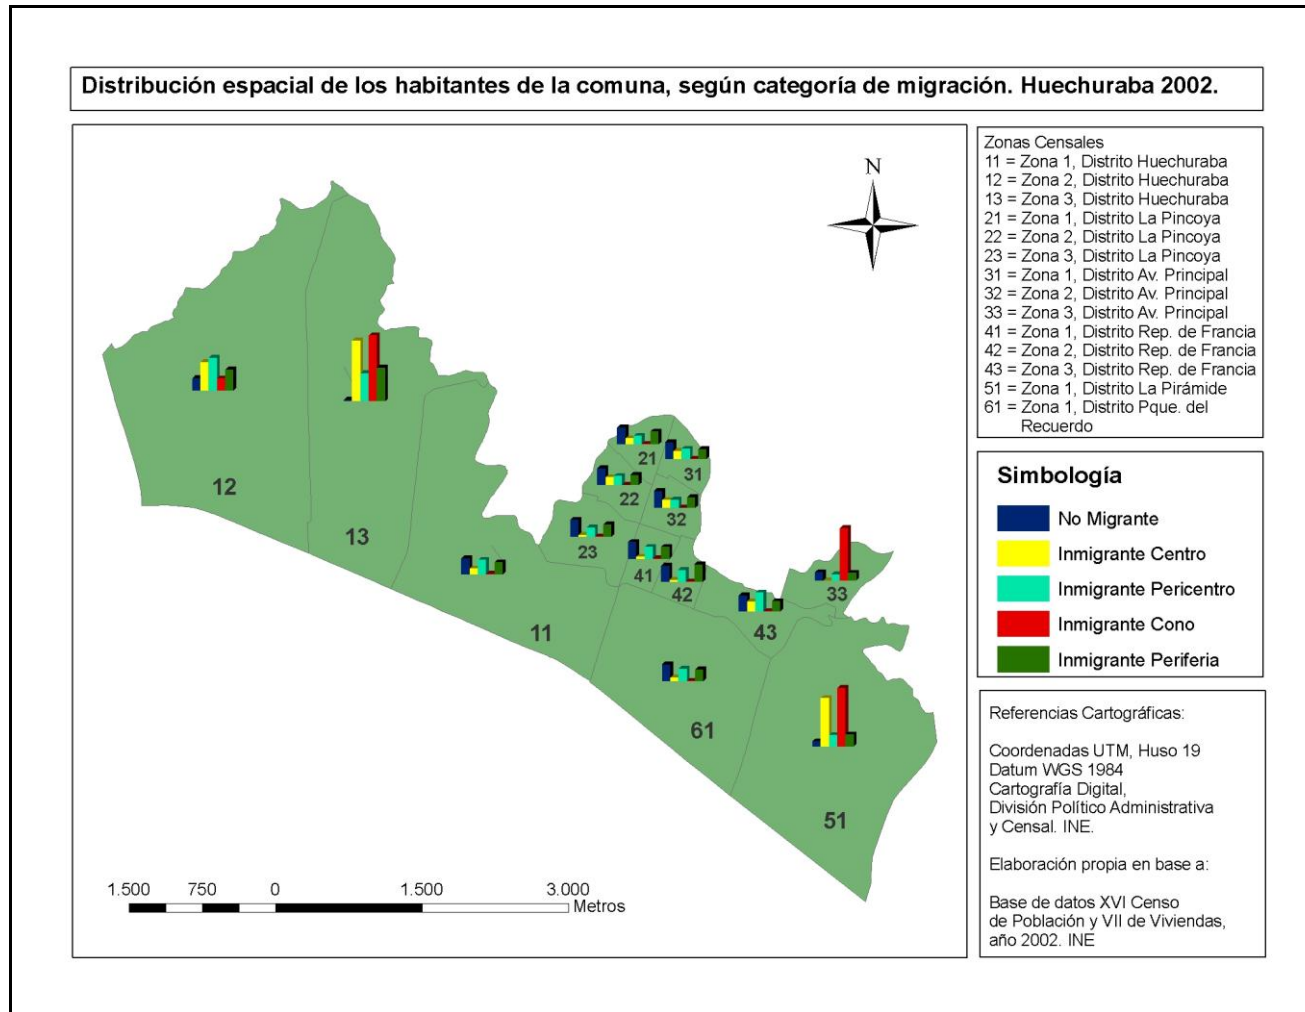 Distribución espacial de los habitantes de la comuna, según categoría de migración. Huechuraba 2002.
N
12
13
11
21
31
22
32
23
41
42
43
33
61
51
1.500 750 0 1.500 3.000
Metros
Zonas Censales
11 = Zona 1, Distrito Huechuraba
12 = Zona 2, Distrito Huechuraba
13 = Zona 3, Distrito Huechuraba
21 = Zona 1, Distrito La Pincoya
22 = Zona 2, Distrito La Pincoya
23 = Zona 3, Distrito La Pincoya
31 = Zona 1, Distrito Av. Principal
32 = Zona 2, Distrito Av. Principal
33 = Zona 3, Distrito Av. Principal
41 = Zona 1, Distrito Rep. de Francia
42 = Zona 2, Distrito Rep. de Francia
43 = Zona 3, Distrito Rep. de Francia
51 = Zona 1, Distrito La Pirámide
61 = Zona 1, Distrito Pque. del
Recuerdo
Simbología
No Migrante
Inmigrante Centro
Inmigrante Pericentro
Inmigrante Cono
Inmigrante Periferia
Referencias Cartográficas:
Coordenadas UTM, Huso 19
Datum WGS 1984
Cartografía Digital,
División Político Administrativa
y Censal. INE.
Elaboración propia en base a:
Base de datos XVI Censo
de Población y VII de Viviendas,
año 2002. INE